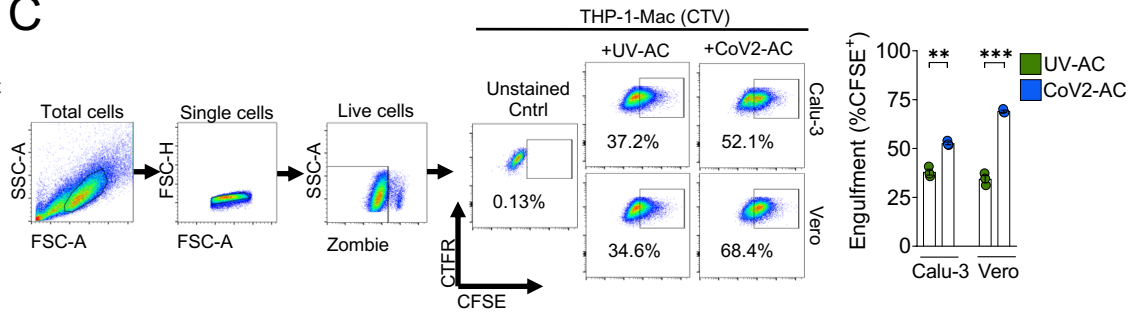 C
THP-1-Mac (CTV)
+UV-AC
+CoV2-AC
Total cells
Single cells
Live cells
Unstained
Cntrl
SSC-A
FSC-A
FSC-H
FSC-A
SSC-A
Zombie
0.13%
37.2%
52.1%
Calu-3
34.6%
68.4%
Vero
CTFR
CFSE
Engulfment (%CFSE+)
100
75
50
25
0
**
***
UV-AC
CoV2-AC
Calu-3
Vero